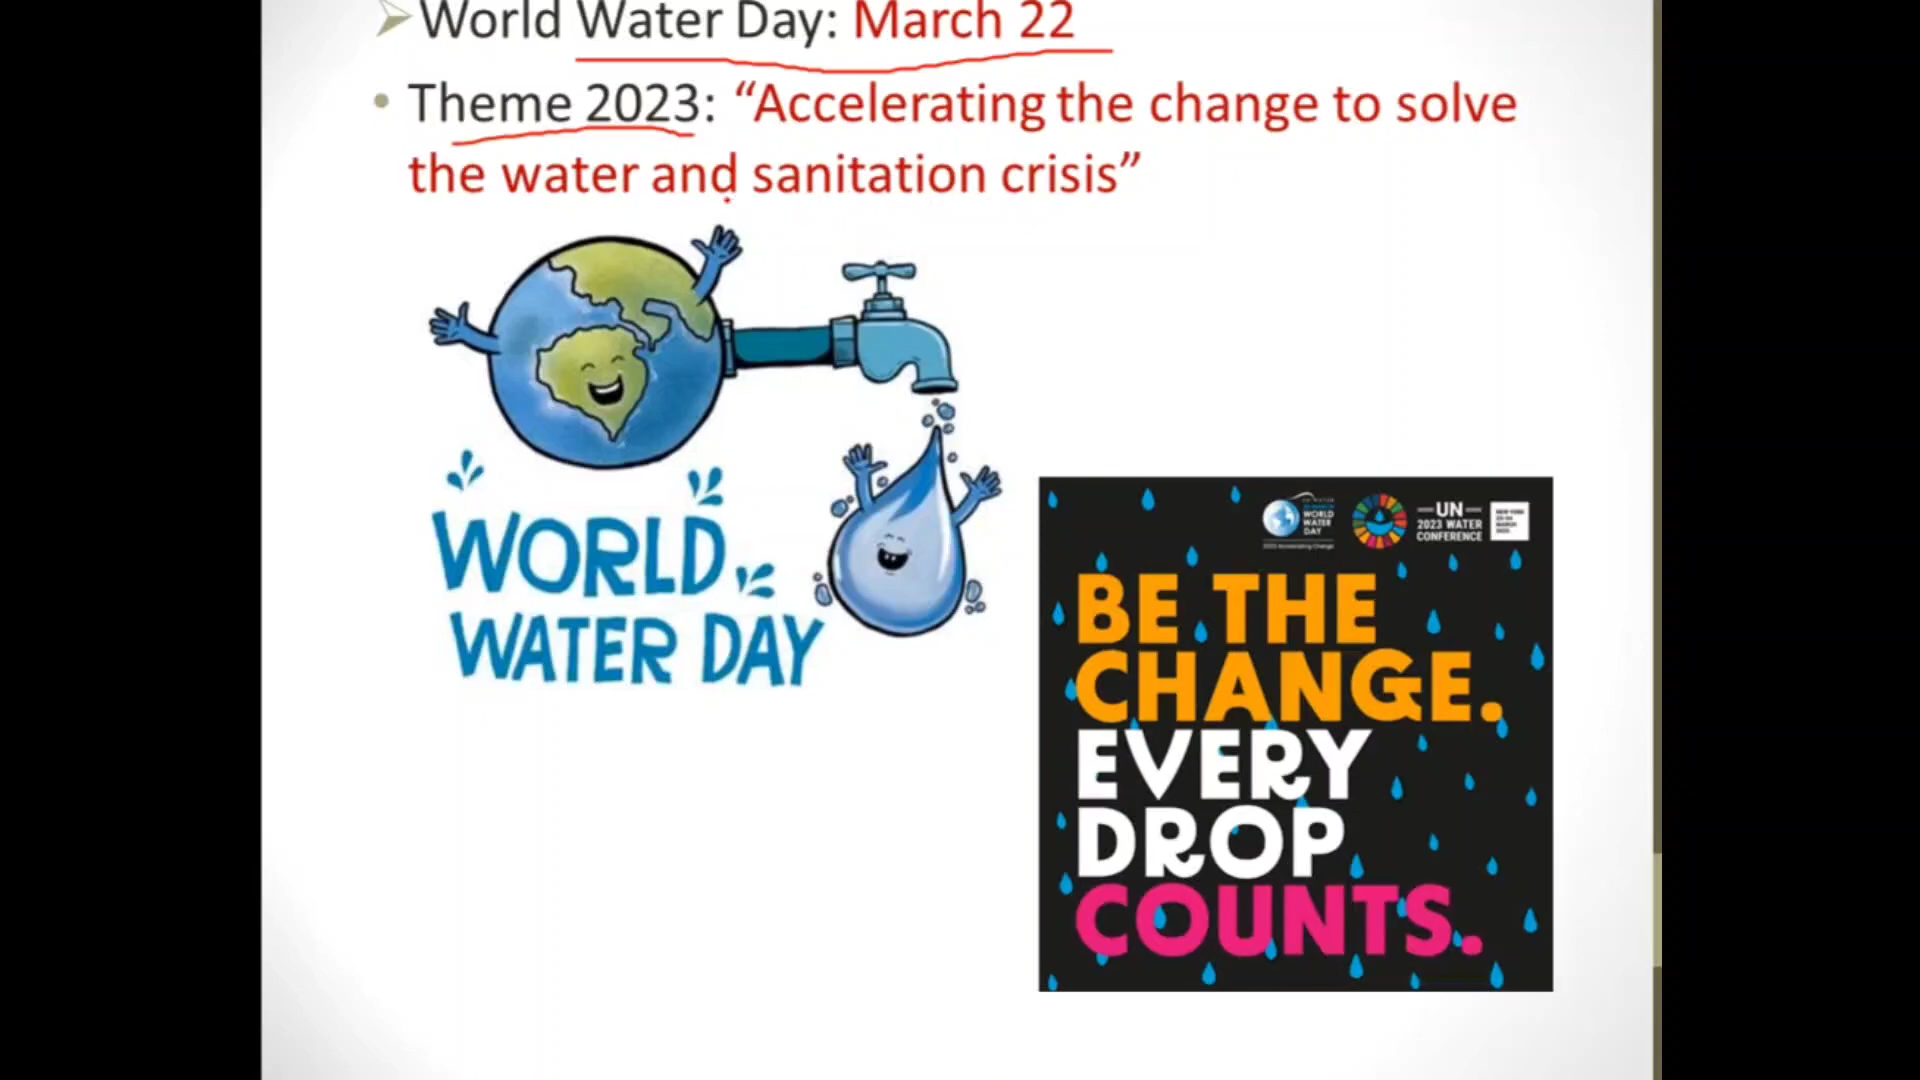 World Water Day: March 22
Theme 2023: “Accelerating the change to solve
the water and sanitation crisis”
WORLD
WATER DAY
WORLD
WATER
DAY
UN
2023 WATER
CONFERENCE
BE THE
CHANGE.
EVERY
DROP
COUNTS.